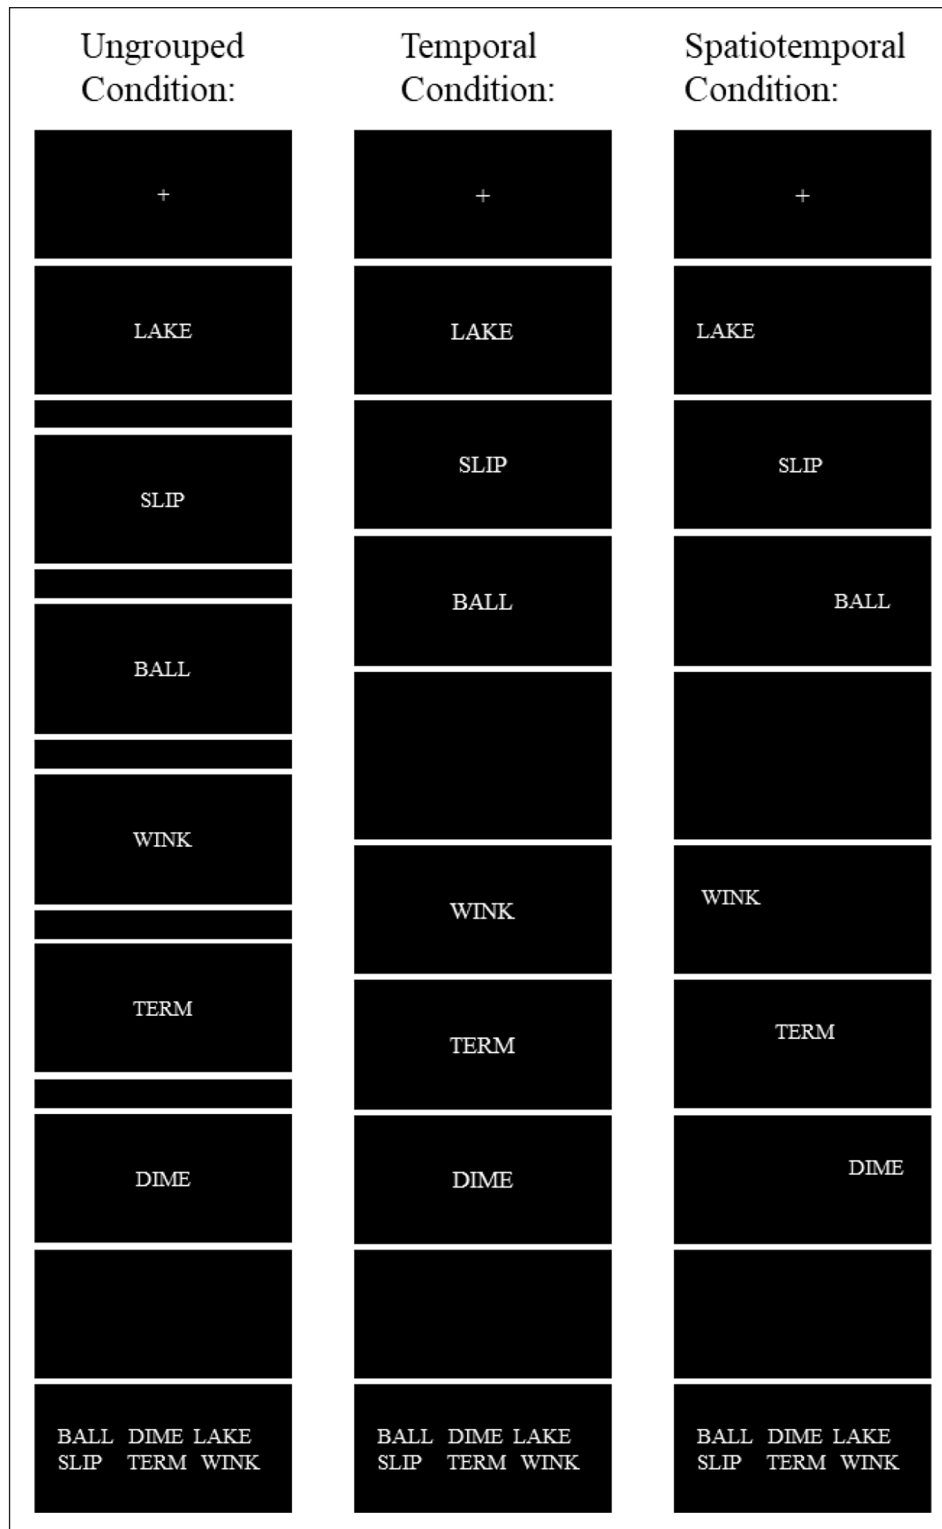 Ungrouped
Condition:
+
LAKE
SLIP
BALL
WINK
TERM
DIME
BALL DIME LAKE
SLIP TERM WINK
Temporal
Condition:
+
LAKE
SLIP
BALL
WINK
TERM
DIME
BALL DIME LAKE
SLIP TERM WINK
Spatiotemporal
Condition:
+
LAKE
SLIP
BALL
WINK
TERM
DIME
BALL DIME LAKE
SLIP TERM WINK